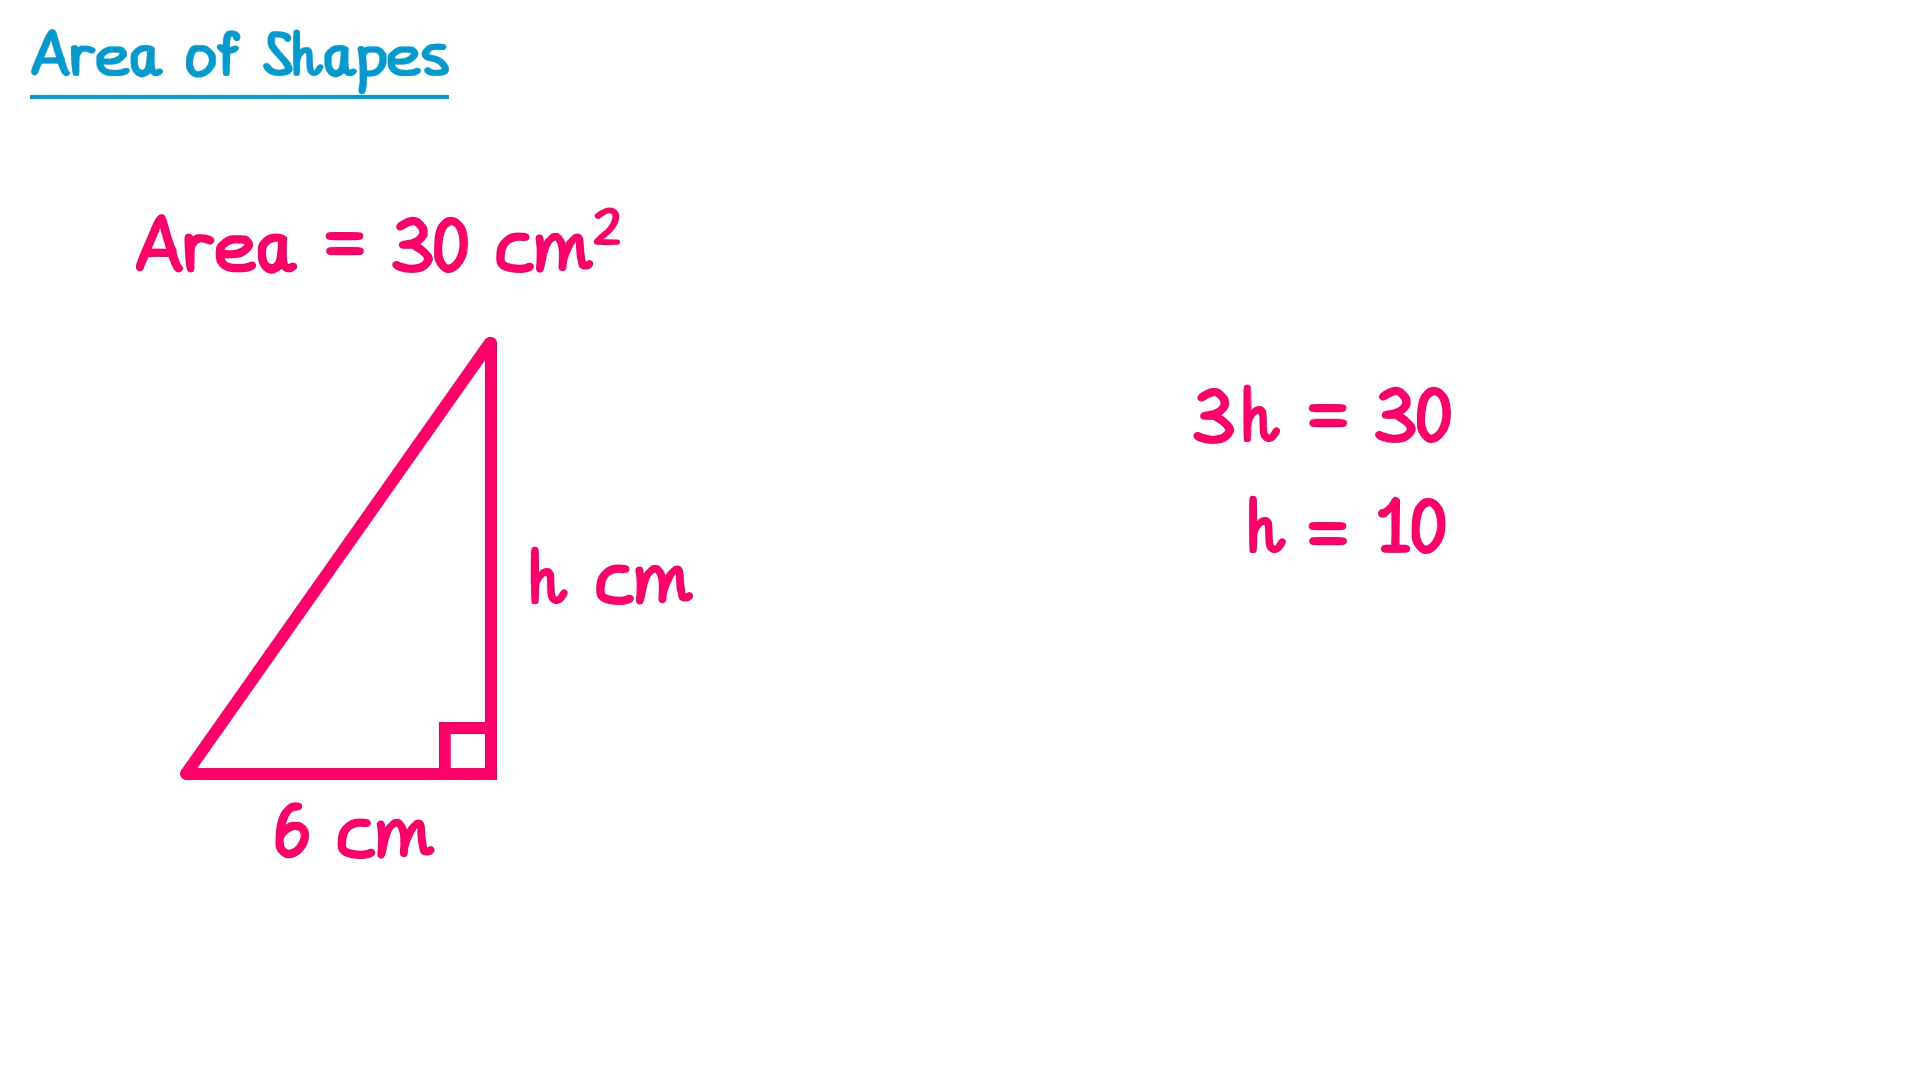 Area of Shapes
Area = 30 cm²
3h = 30
h = 10
h cm
6 cm